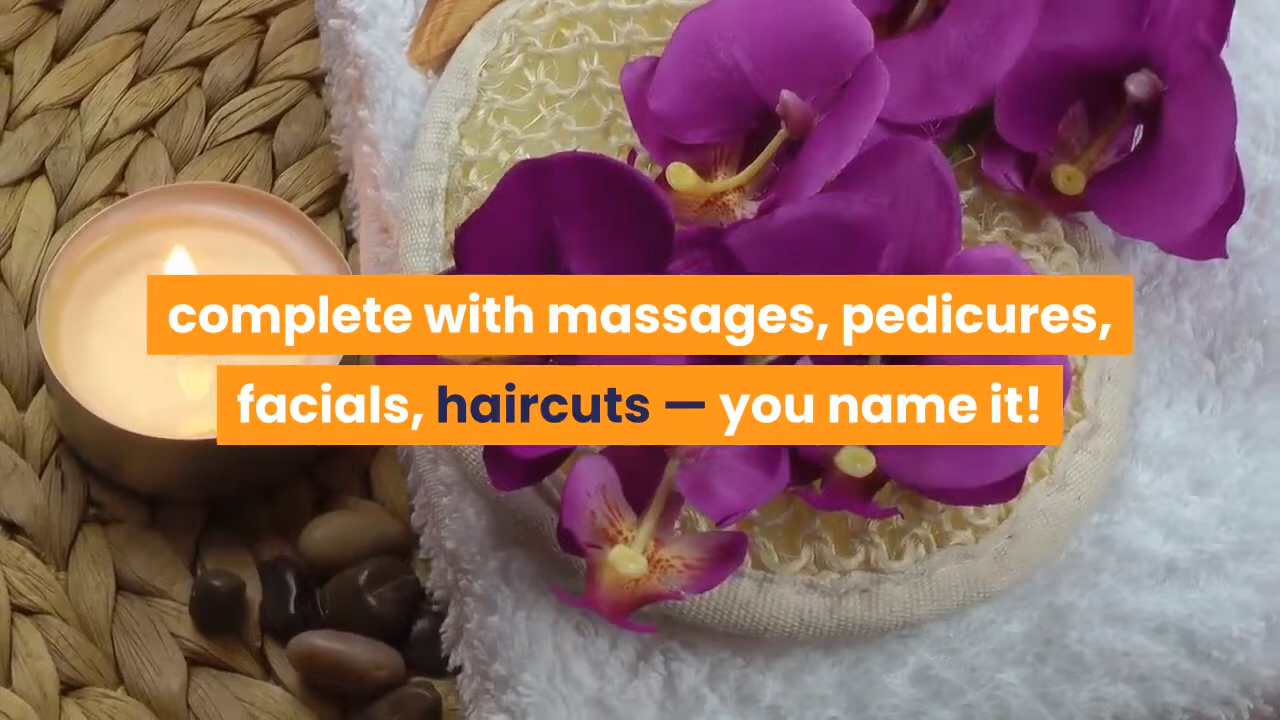 complete with massages, pedicures,
facials, haircuts — you name it!